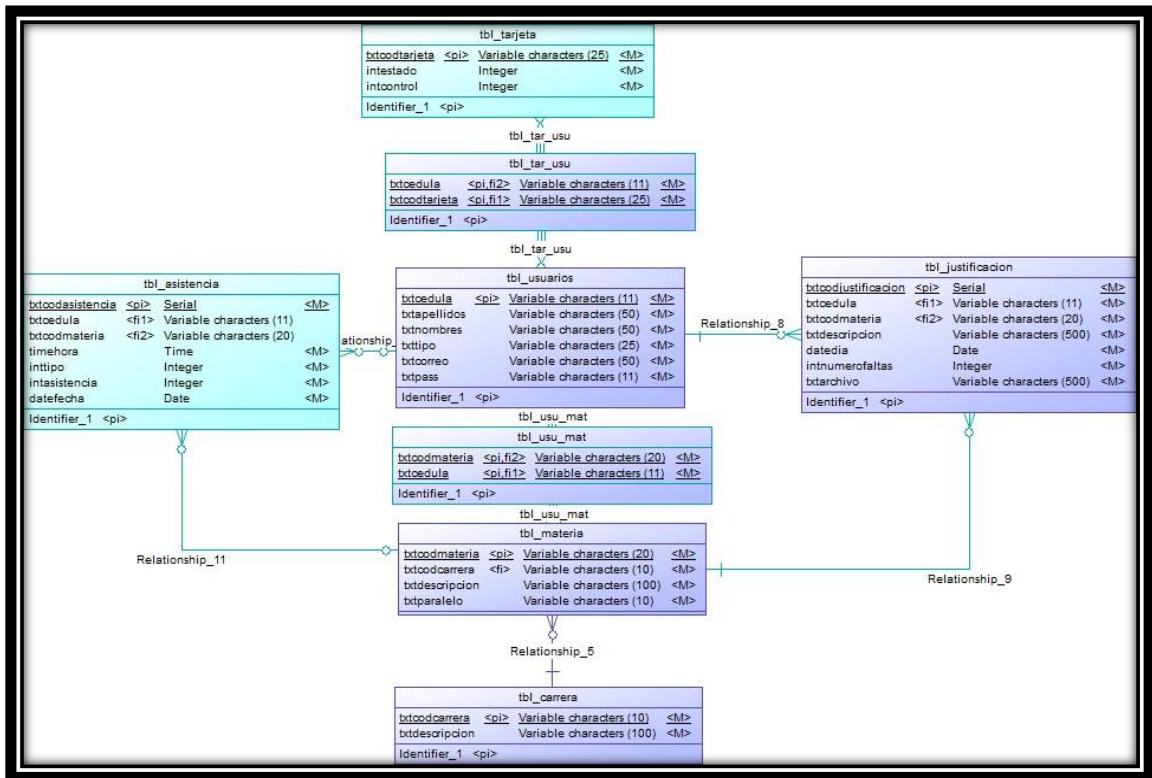 tbl_tarjeta
txtcodtarjeta <pi> Variable characters (25) <M>
intestado Integer <M>
intcontrol Integer <M>
Identifier_1 <pi>
tbl_tar_usu
tbl_tar_usu
txtcedula <pi,fi2> Variable characters (11) <M>
txtcodtarjeta <pi,fi1> Variable characters (25) <M>
Identifier_1 <pi>
tbl_tar_usu
tbl_asistencia
txtcodasistencia <pi> Serial <M>
txtcedula <fi1> Variable characters (11)
txtcodmateria <fi2> Variable characters (20)
timehora Time <M>
inttipo Integer <M>
intasistencia Integer <M>
datefecha Date <M>
Identifier_1 <pi>
ationship_
tbl_usuarios
txtcedula <pi> Variable characters (11) <M>
txtapellidos Variable characters (50) <M>
txtnombres Variable characters (50) <M>
txttipo Variable characters (25) <M>
txtcorreo Variable characters (50) <M>
txtpass Variable characters (11) <M>
Identifier_1 <pi>
Relationship_8
tbl_justificacion
txtcodjustificacion <pi> Serial <M>
txtcedula <fi1> Variable characters (11) <M>
txtcodmateria <fi2> Variable characters (20) <M>
txtdescripcion Variable characters (500) <M>
datedia Date <M>
intnumerofaltas Integer <M>
txtarchivo Variable characters (500) <M>
Identifier_1 <pi>
tbl_usu_mat
tbl_usu_mat
txtcodmateria <pi,fi2> Variable characters (20) <M>
txtcedula <pi,fi1> Variable characters (11) <M>
Identifier_1 <pi>
tbl_usu_mat
tbl_materia
txtcodmateria <pi> Variable characters (20) <M>
txtcodcarrera <fi> Variable characters (10) <M>
txtdescripcion Variable characters (100) <M>
txtparalelo Variable characters (10) <M>
Relationship_11
Relationship_9
Relationship_5
tbl_carrera
txtcodcarrera <pi> Variable characters (10) <M>
txtdescripcion Variable characters (100) <M>
Identifier_1 <pi>